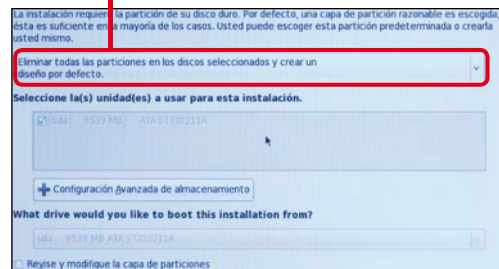 La instalación requiere la partición de su disco duro. Por defecto, una capa de partición razonable es escogida,
ésta es suficiente en la mayoría de los casos. Usted puede escoger esta partición predeterminada o crearla
usted mismo.
Eliminar todas las particiones en los discos seleccionados y crear un
diseño por defecto.
Seleccione la(s) unidad(es) a usar para esta instalación.
sda 9539 MB ATA ST310211A
Configuración Avanzada de almacenamiento
What drive would you like to boot this installation from?
sda 9539 MB ATA ST310211A
Revise y modifique la capa de particiones